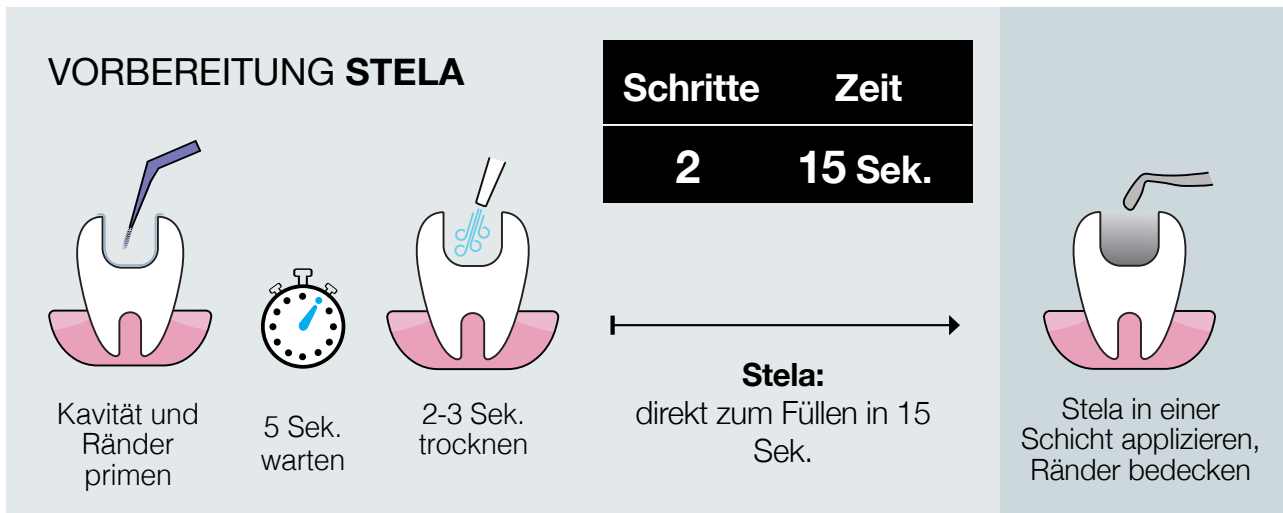 VORBEREITUNG STELA
Schritte Zeit
2 15 Sek.
Kavität und
Ränder
primen
5 Sek.
warten
2-3 Sek.
trocknen
Stela:
direkt zum Füllen in 15
Sek.
Stela in einer
Schicht applizieren,
Ränder bedecken